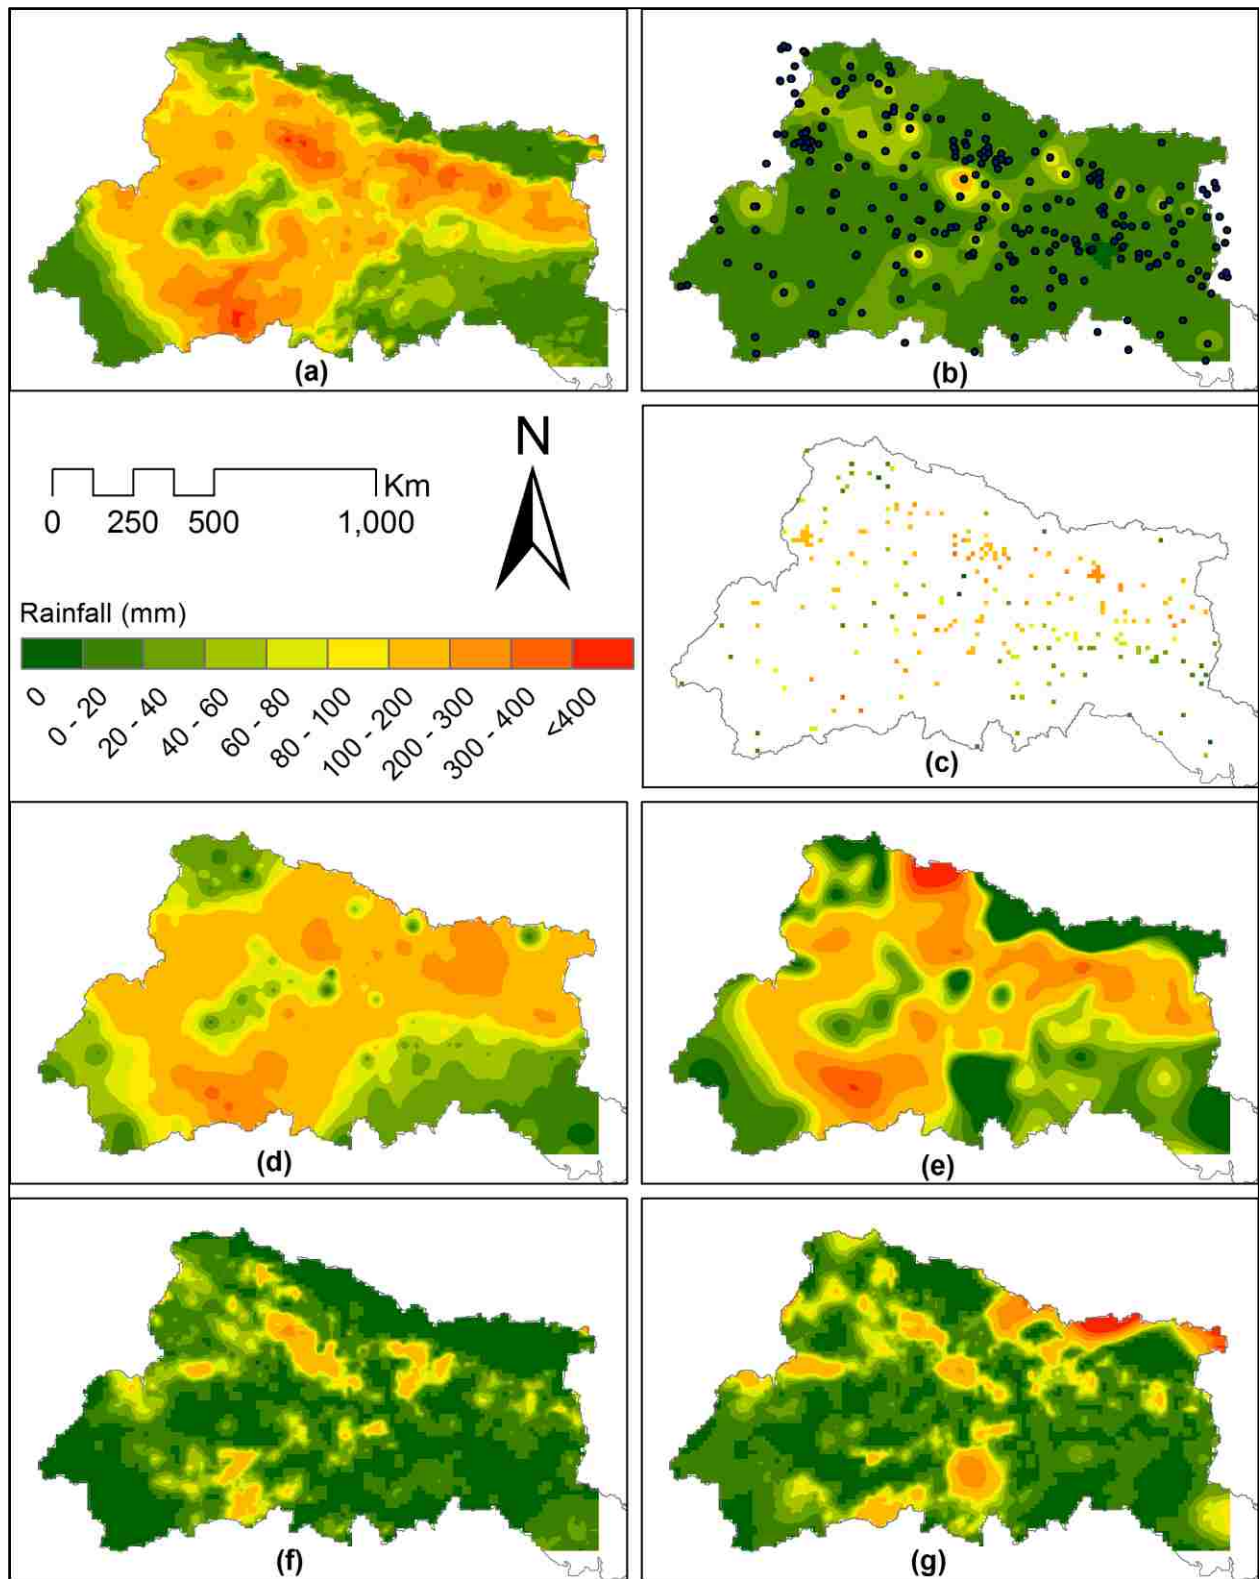 (a)
(b)
N
Km
0 250 500 1,000
Rainfall (mm)
0
0 - 20
20 - 40
40 - 60
60 - 80
80 - 100
100 - 200
200 - 300
300 - 400
<400
(c)
(d)
(e)
(f)
(g)